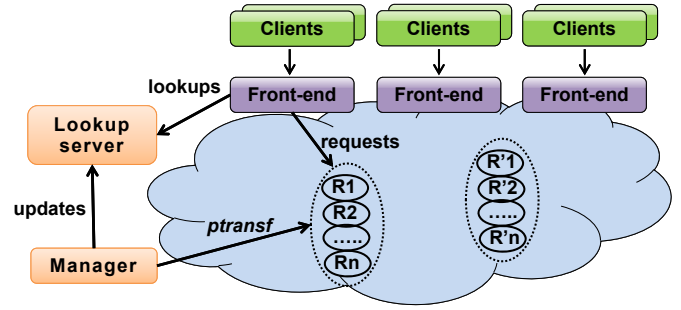 Clients
Clients
Clients
lookups
Front-end
Front-end
Front-end
Lookup
server
requests
R1
R2
.....
Rn
R'1
R'2
.....
R'n
updates
ptransf
Manager